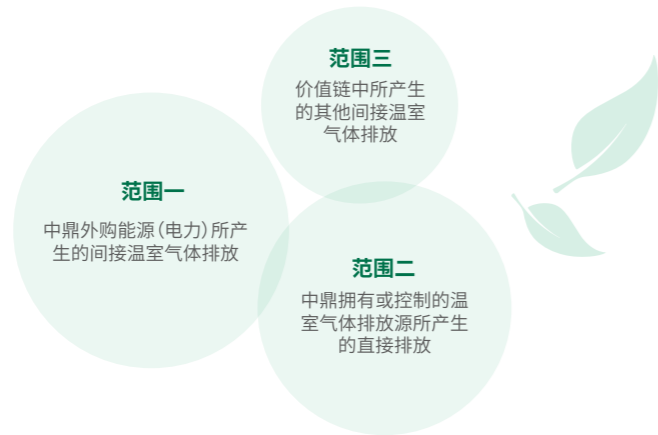 范围三
价值链中所产生
的其他间接温室
气体排放
范围一
中鼎外购能源（电力）所产
生的间接温室气体排放
范围二
中鼎拥有或控制的温
室气体排放源所产生
的直接排放